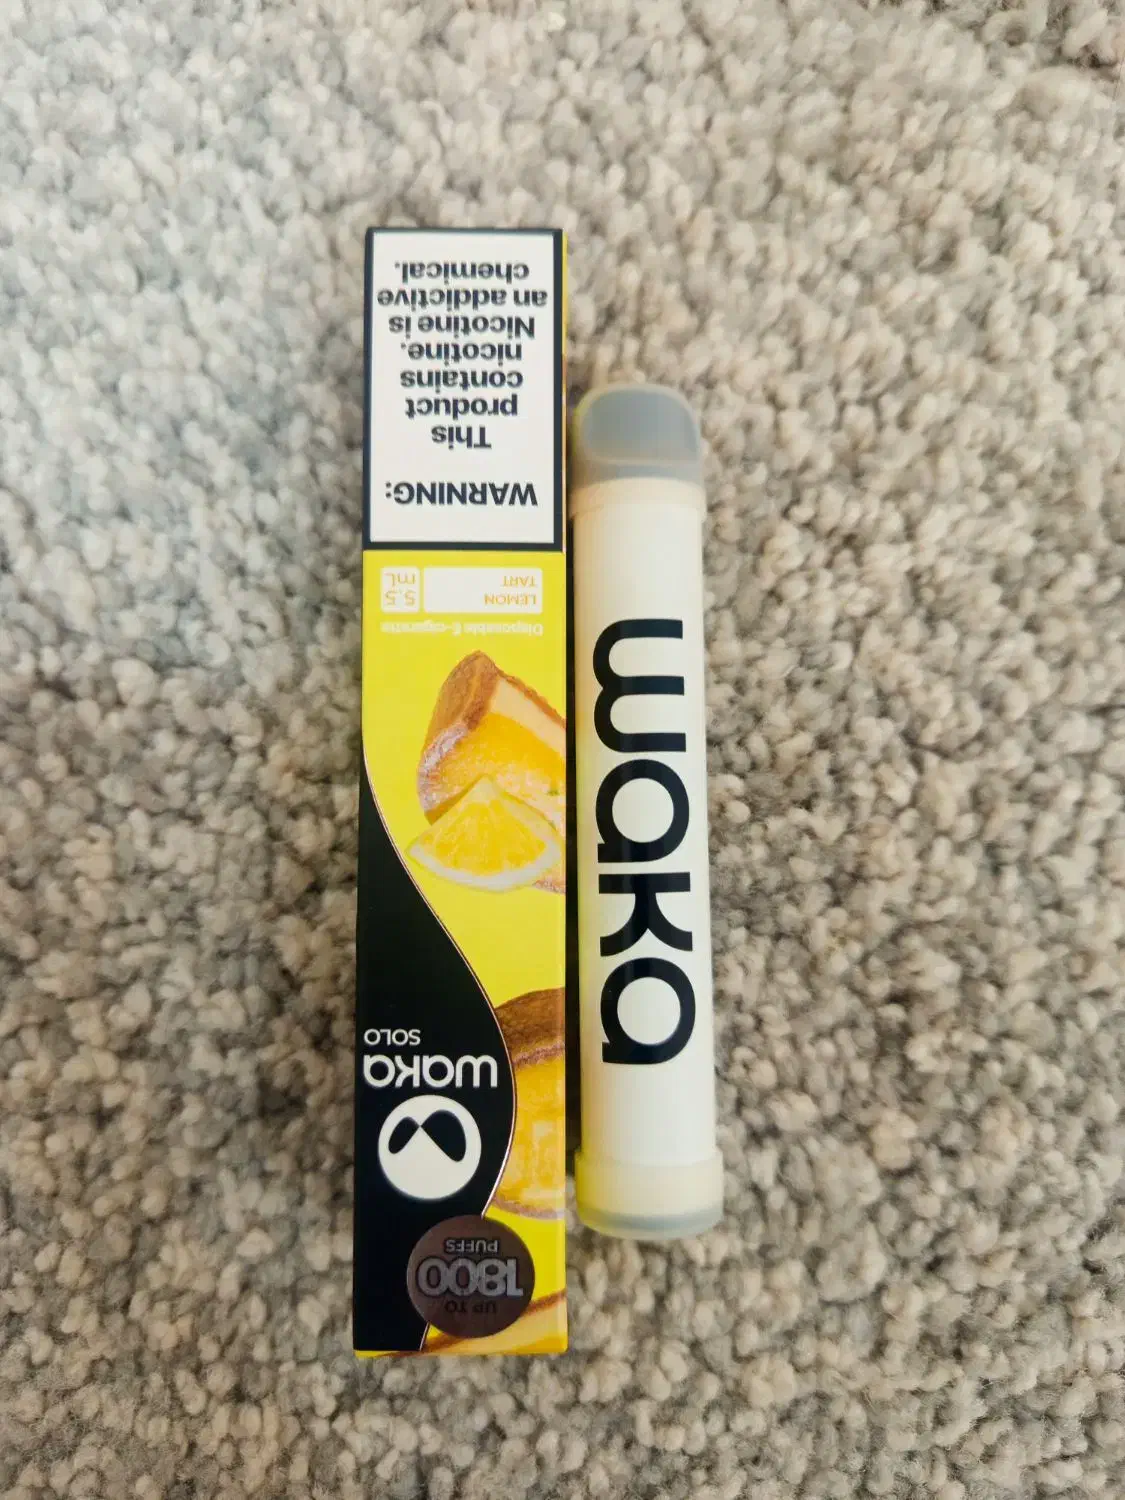 UP TO
1800
PUFFS
waka
SOLO
Disposable E-cigarette
LEMON
TART
5.5
mL
WARNING:
This
product
contains
nicotine.
Nicotine is
an addictive
chemical.
waka